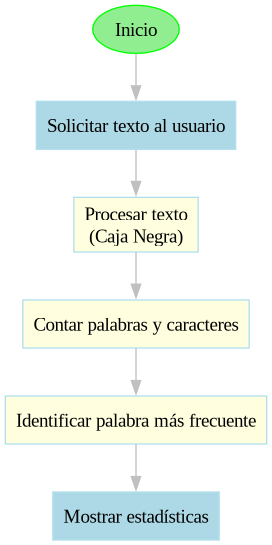 Inicio
Solicitar texto al usuario
Procesar texto
(Caja Negra)
Contar palabras y caracteres
Identificar palabra más frecuente
Mostrar estadísticas